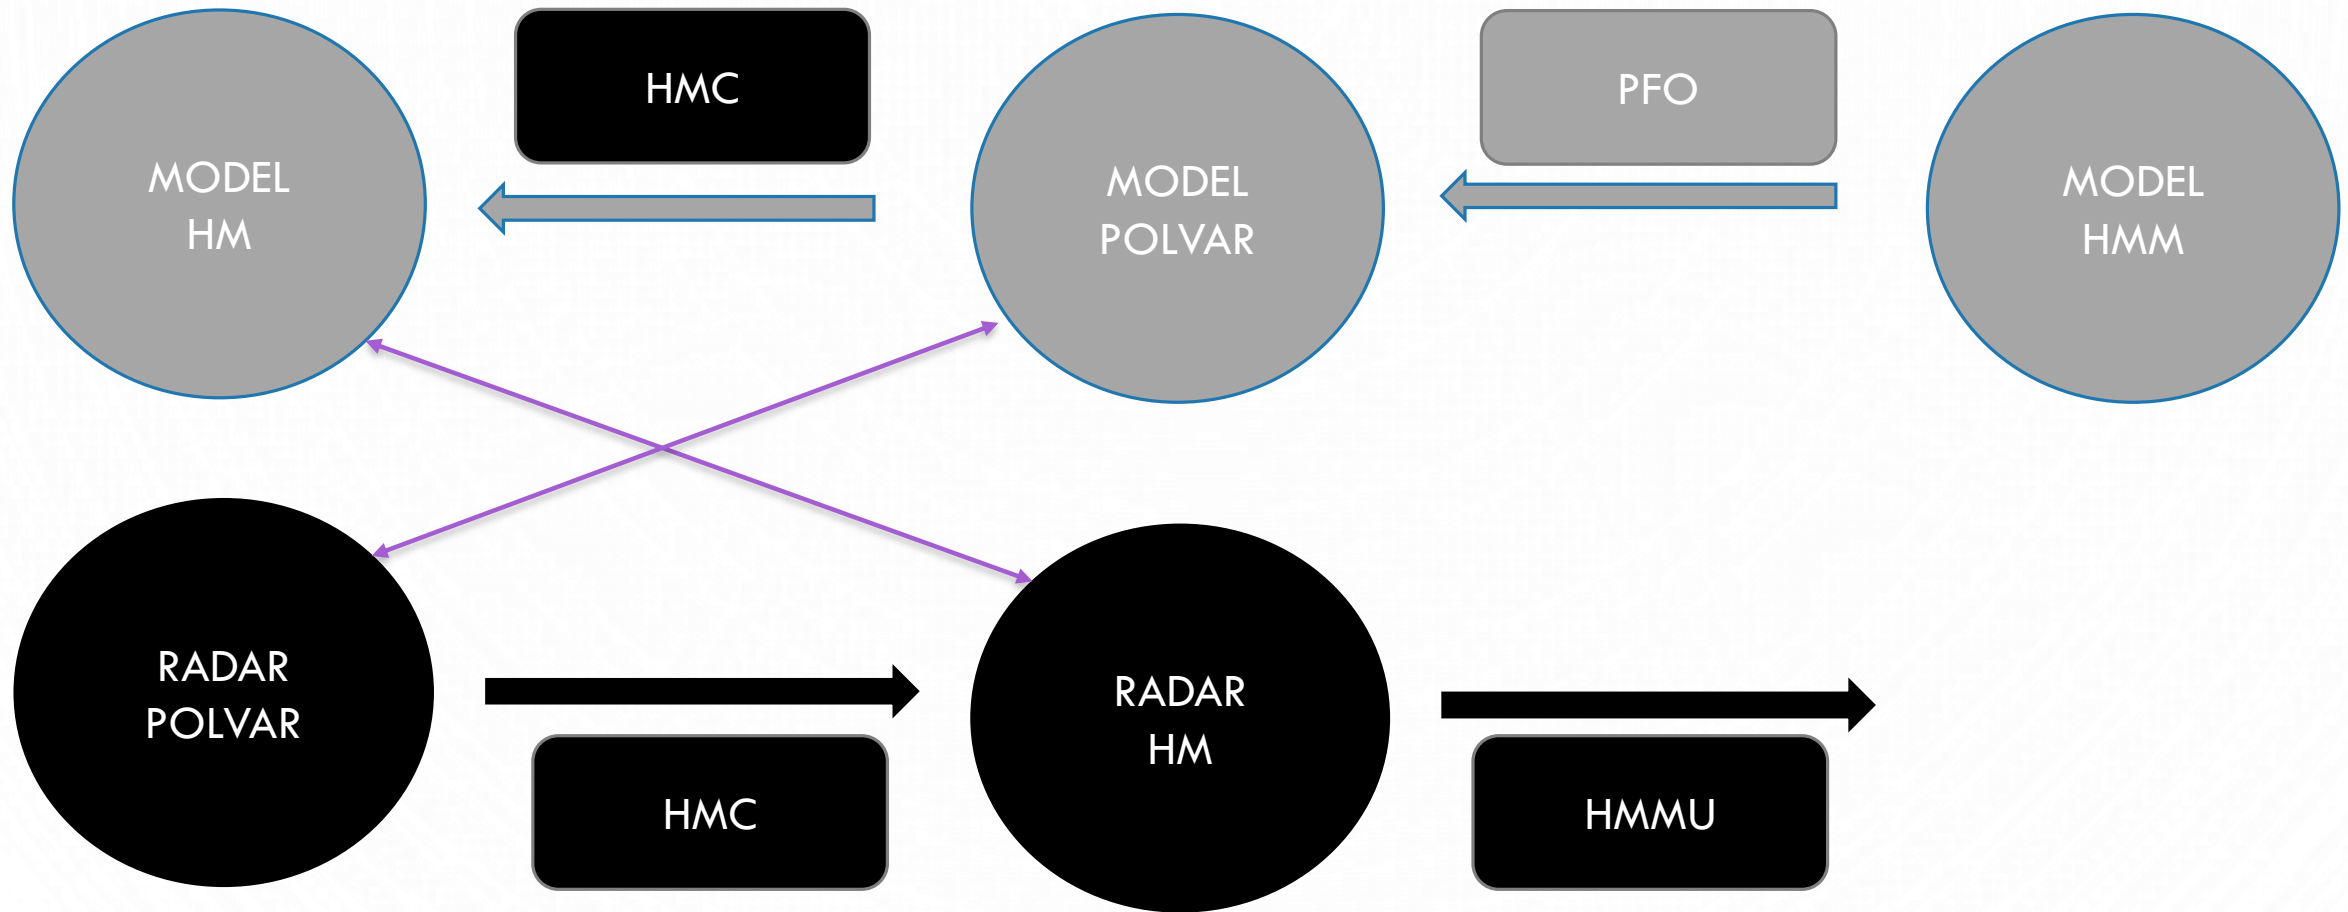 MODEL
HM
HMC
MODEL
POLVAR
PFO
MODEL
HMM
RADAR
POLVAR
HMC
RADAR
HM
HMMU